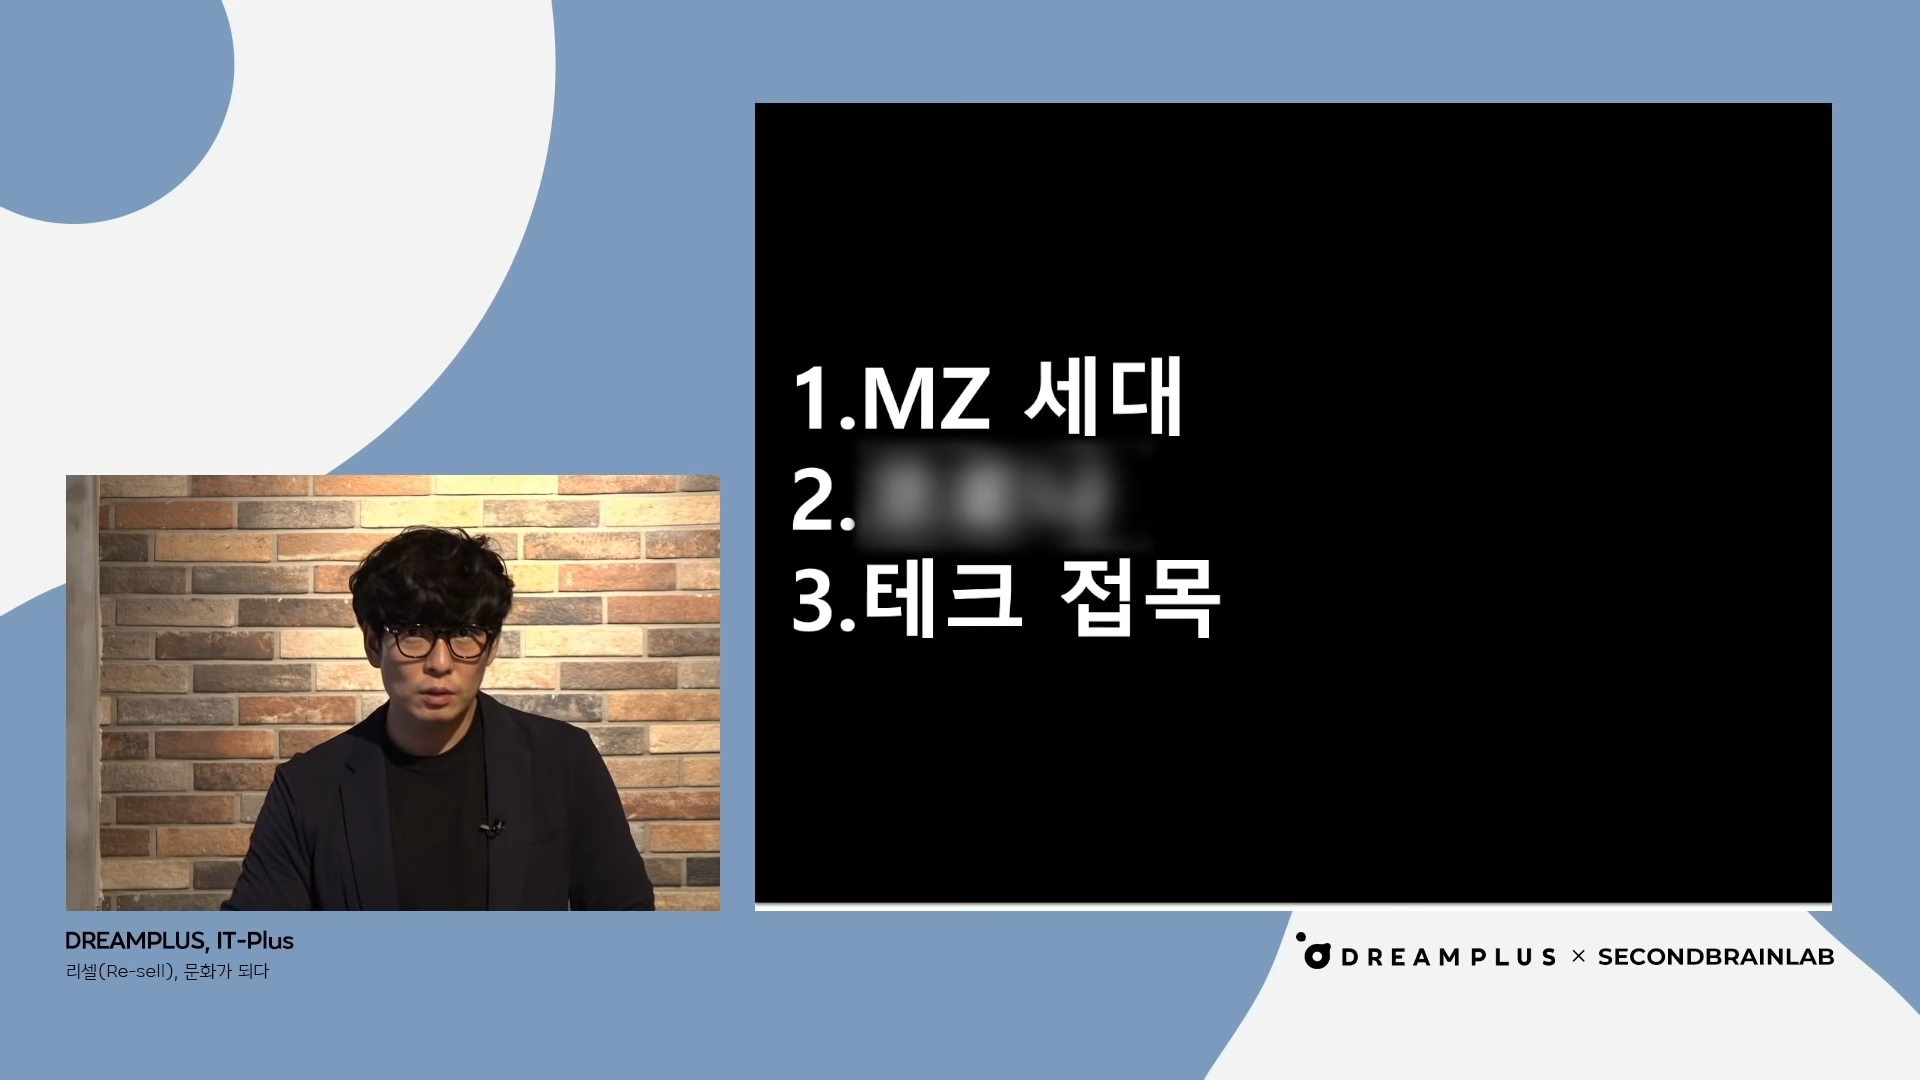 1.MZ 세대
2.
3.테크 접목
DREAMPLUS, IT-Plus
리셀(Re-sell), 문화가 되다
DREAMPLUS × SECONDBRAINLAB